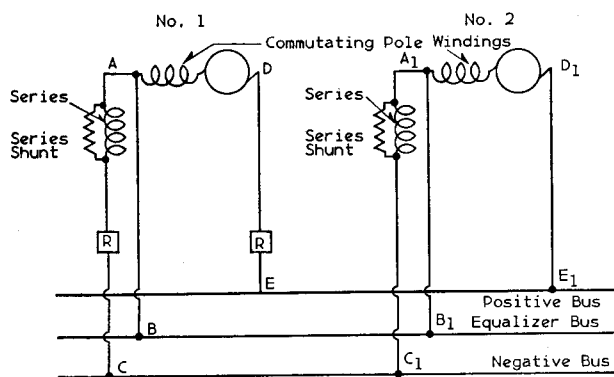 No. 1
No. 2
Commutating Pole Windings
A
D
A1
D1
Series
Series
Shunt
Series
Series
Shunt
R
R
E
E1
Positive Bus
Equalizer Bus
B
B1
Negative Bus
C
C1